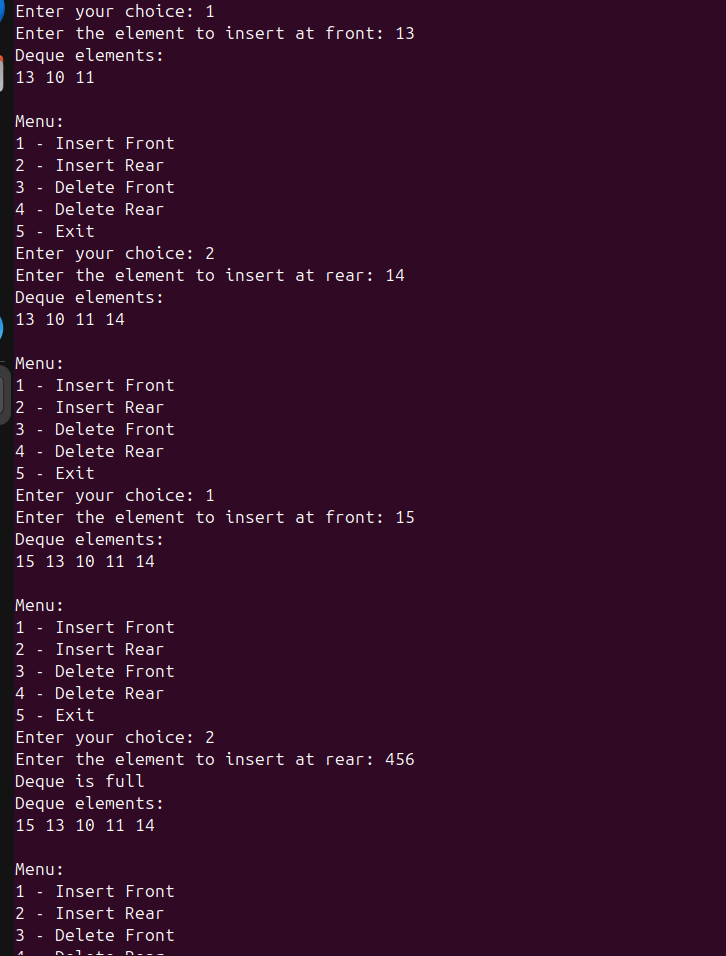 Enter your choice: 1
Enter the element to insert at front: 13
Deque elements:
13 10 11
Menu:
1 - Insert Front
2 - Insert Rear
3 - Delete Front
4 - Delete Rear
5 - Exit
Enter your choice: 2
Enter the element to insert at rear: 14
Deque elements:
13 10 11 14
Menu:
1 - Insert Front
2 - Insert Rear
3 - Delete Front
4 - Delete Rear
5 - Exit
Enter your choice: 1
Enter the element to insert at front: 15
Deque elements:
15 13 10 11 14
Menu:
1 - Insert Front
2 - Insert Rear
3 - Delete Front
4 - Delete Rear
5 - Exit
Enter your choice: 2
Enter the element to insert at rear: 456
Deque is full
Deque elements:
15 13 10 11 14
Menu:
1 - Insert Front
2 - Insert Rear
3 - Delete Front
4 - Delete Rear